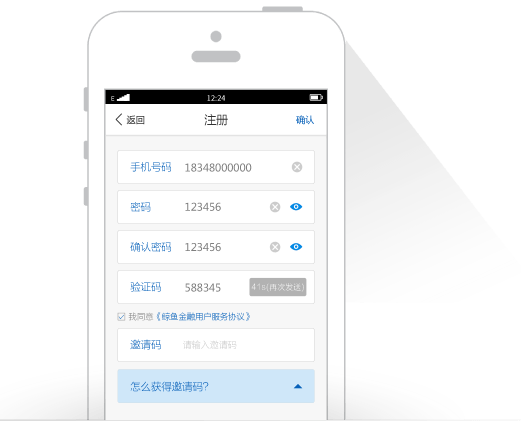 E 12:24
返回 注册 确认
手机号码 18348000000
密码 123456
确认密码 123456
验证码 588345 41s(再次发送)
我同意《鲸鱼金融用户服务协议》
邀请码 请输入邀请码
怎么获得邀请码?